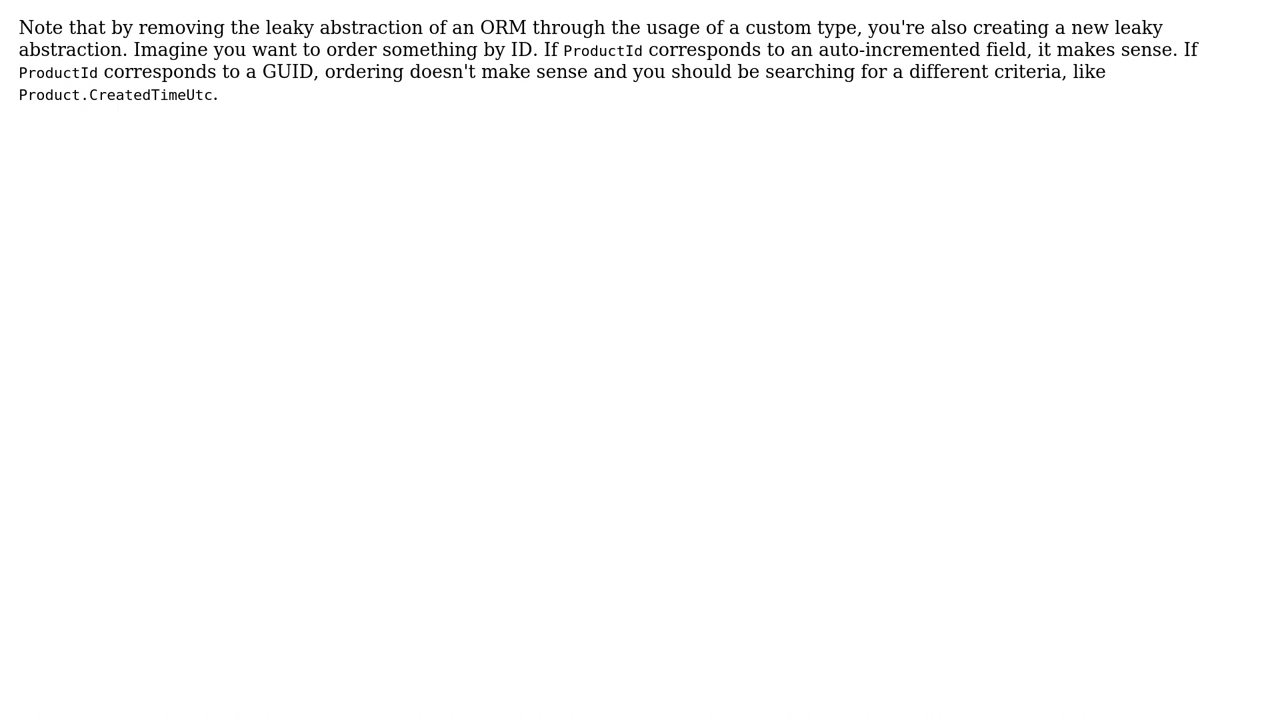 Note that by removing the leaky abstraction of an ORM through the usage of a custom type, you're also creating a new leaky
abstraction. Imagine you want to order something by ID. If ProductId corresponds to an auto-incremented field, it makes sense. If
ProductId corresponds to a GUID, ordering doesn't make sense and you should be searching for a different criteria, like
Product.CreatedTimeUtc.